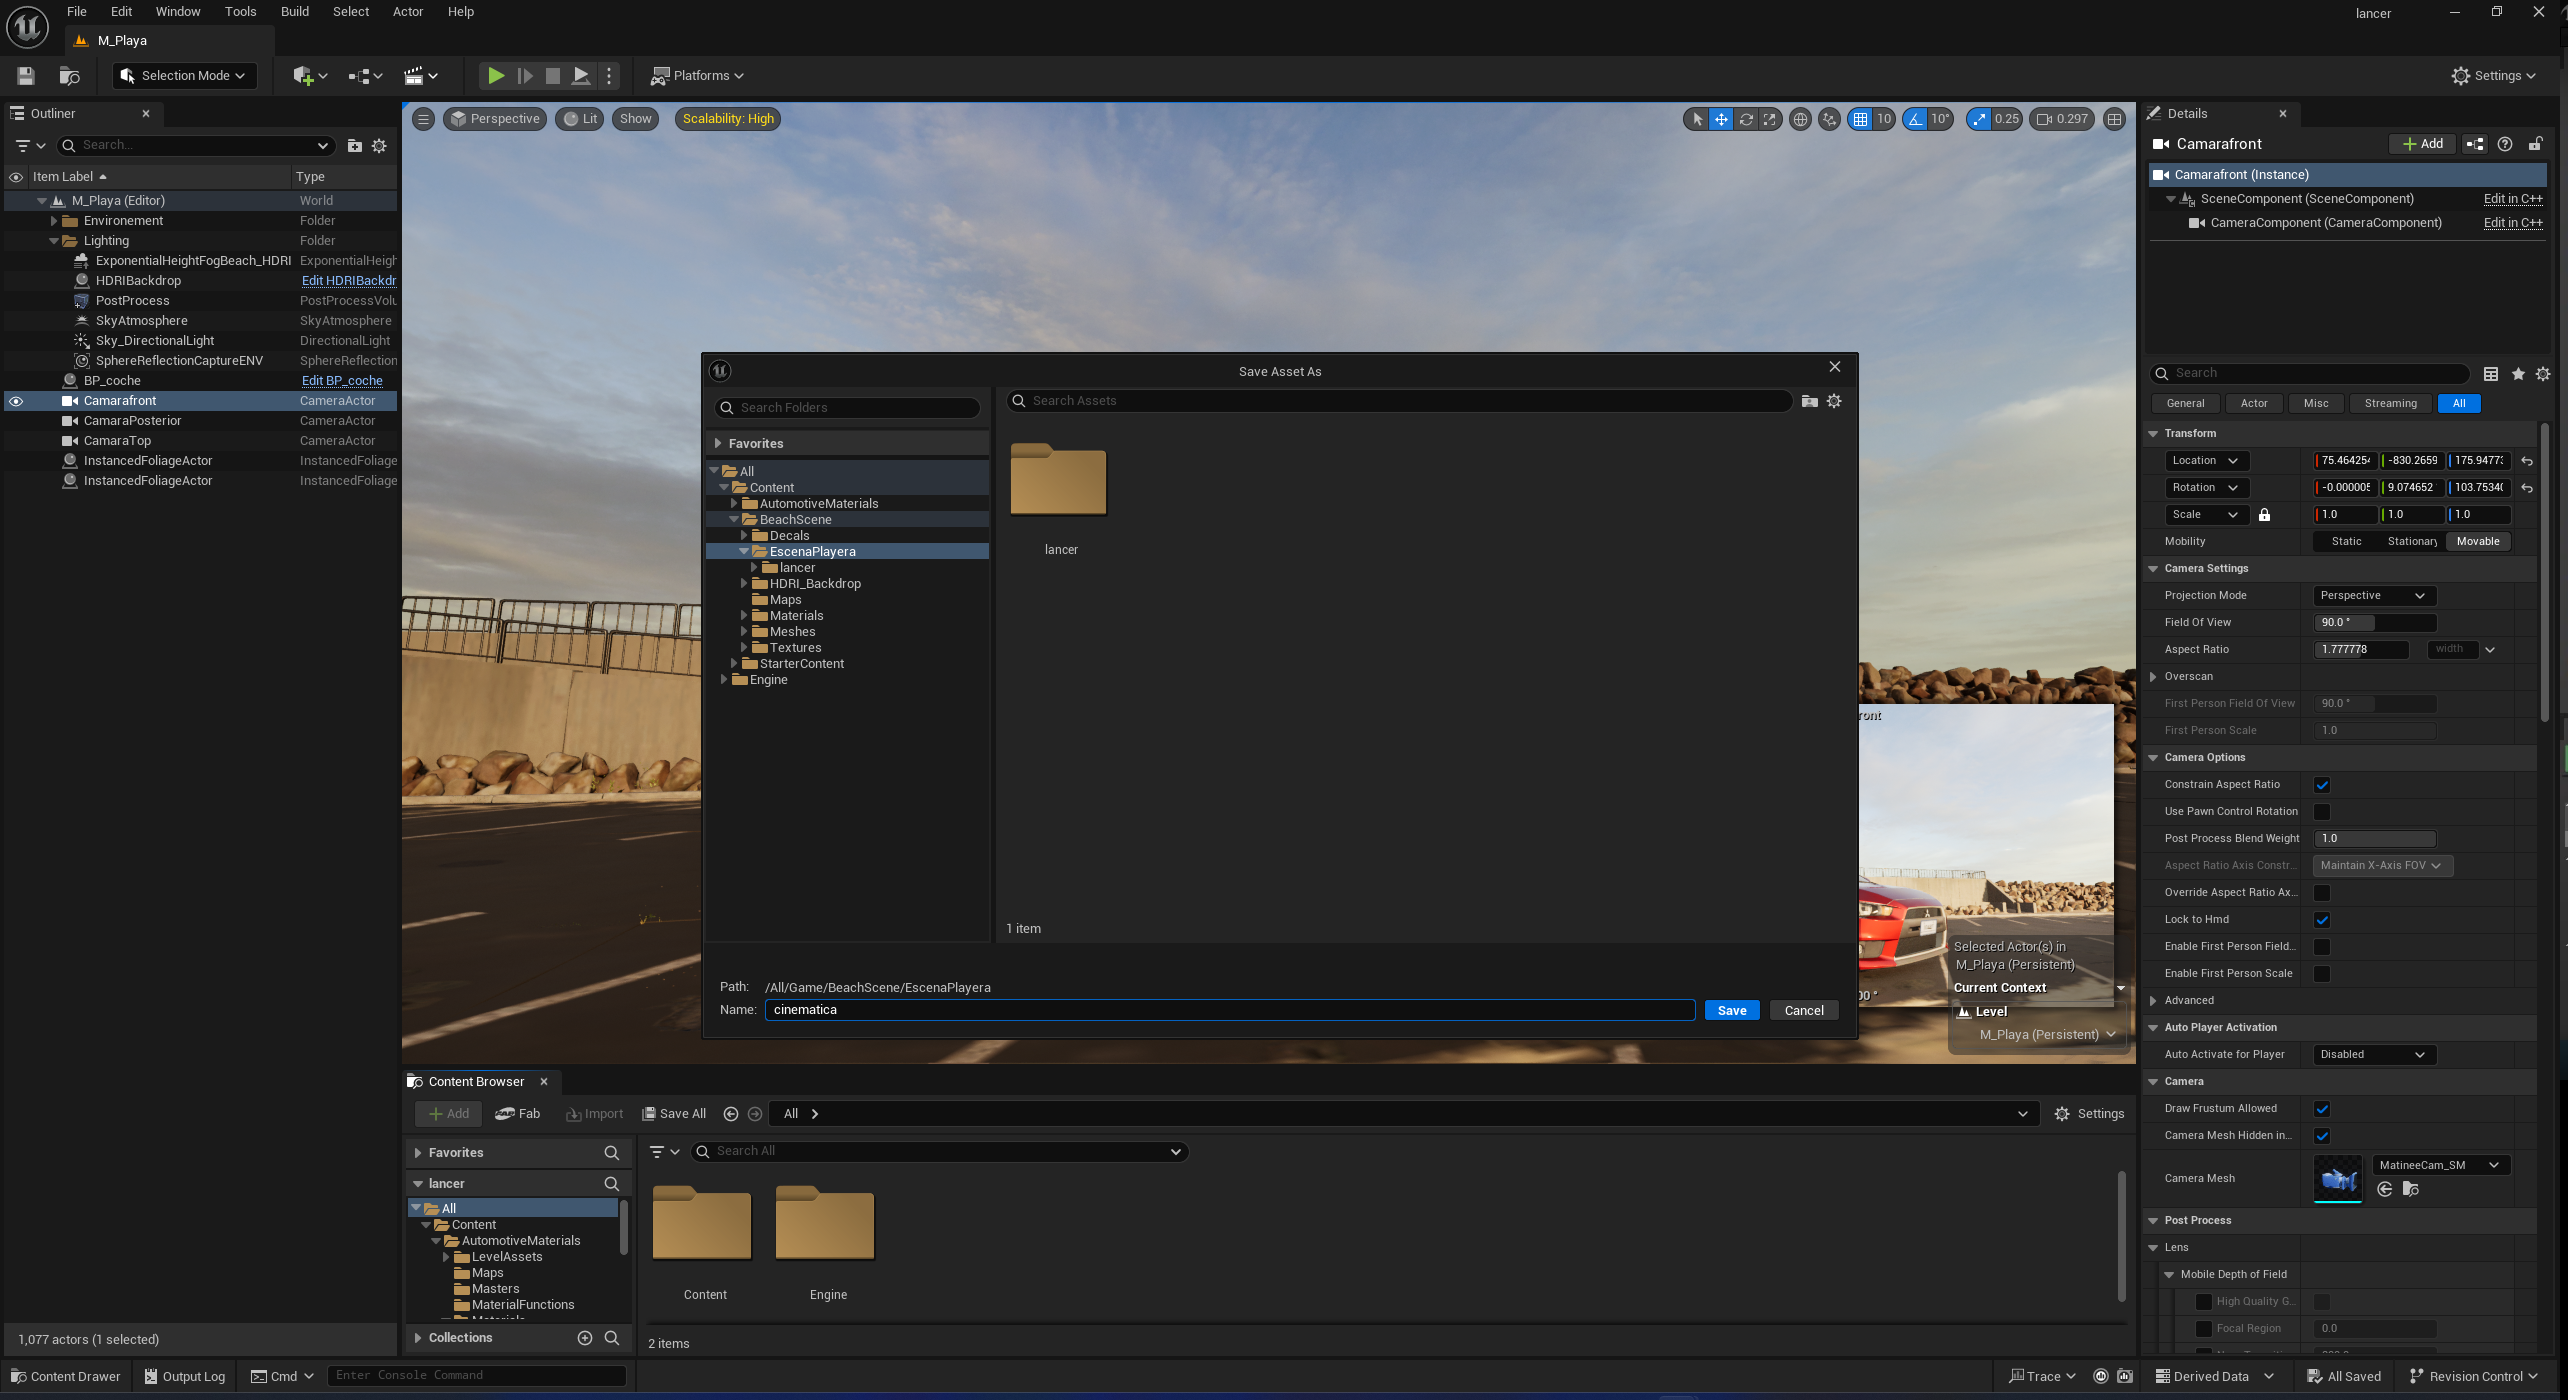 File Edit Window Tools Build Select Actor Help
lancer
M_Playa
Selection Mode
Platforms
Settings
Outliner
Search...
Item Label Type
M_Playa (Editor) World
Environement Folder
Lighting Folder
ExponentialHeightFogBeach_HDRI ExponentialHeigh
HDRIBackdrop Edit HDRIBackdr
PostProcess PostProcessVolu
SkyAtmosphere SkyAtmosphere
Sky_DirectionalLight DirectionalLight
SphereReflectionCaptureENV SphereReflection
BP_coche Edit BP_coche
Camarafront CameraActor
CamaraPosterior CameraActor
CamaraTop CameraActor
InstancedFoliageActor InstancedFoliage
InstancedFoliageActor InstancedFoliage
1,077 actors (1 selected)
Perspective Lit Show Scalability: High
10 10° 0.25 0.297
Save Asset As
Search Folders
Search Assets
Favorites
All
Content
AutomotiveMaterials
BeachScene
Decals
EscenaPlayera
lancer
HDRI_Backdrop
Maps
Materials
Meshes
Textures
StarterContent
Engine
lancer
1 item
Path: /All/Game/BeachScene/EscenaPlayera
Name: cinematica
Save Cancel
ront
Selected Actor(s) in
M_Playa (Persistent)
Current Context
Level
M_Playa (Persistent)
Content Browser
Add Fab Import Save All All Settings
Favorites
Search All
lancer
All
Content
AutomotiveMaterials
LevelAssets
Maps
Masters
MaterialFunctions
Collections
Content
Engine
2 items
Details
Camarafront
Add
Camarafront (Instance)
SceneComponent (SceneComponent) Edit in C++
CameraComponent (CameraComponent) Edit in C++
Search
General Actor Misc Streaming All
Transform
Location 75.464254 -830.2659 175.94773
Rotation -0.000005 9.074652 103.75340
Scale 1.0 1.0 1.0
Mobility Static Stationary Movable
Camera Settings
Projection Mode Perspective
Field Of View 90.0 °
Aspect Ratio 1.777778 width
Overscan
First Person Field Of View 90.0 °
First Person Scale 1.0
Camera Options
Constrain Aspect Ratio
Use Pawn Control Rotation
Post Process Blend Weight 1.0
Aspect Ratio Axis Constr... Maintain X-Axis FOV
Override Aspect Ratio Ax...
Lock to Hmd
Enable First Person Field...
Enable First Person Scale
Advanced
Auto Player Activation
Auto Activate for Player Disabled
Camera
Draw Frustum Allowed
Camera Mesh Hidden in...
Camera Mesh MatineeCam_SM
Post Process
Lens
Mobile Depth of Field
High Quality G...
Focal Region 0.0
Content Drawer Output Log Cmd Enter Console Command
Trace Derived Data All Saved Revision Control